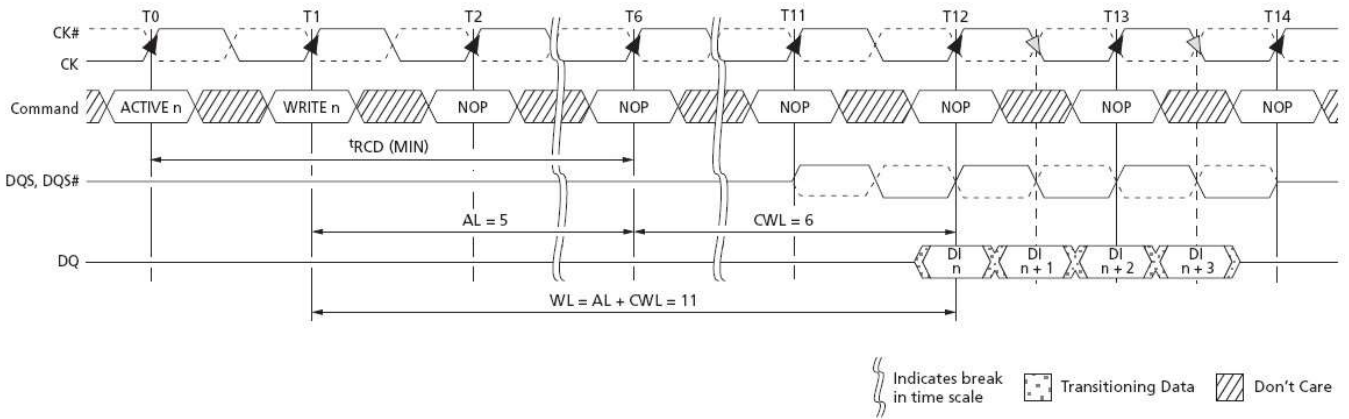 T0 T1 T2 T6 T11 T12 T13 T14
CK#
CK
Command ACTIVE n WRITE n NOP NOP NOP NOP NOP NOP
tRCD (MIN)
DQS, DQS#
AL = 5 CWL = 6
DQ DI n DI n + 1 DI n + 2 DI n + 3
WL = AL + CWL = 11
Indicates break in time scale Transitioning Data Don't Care